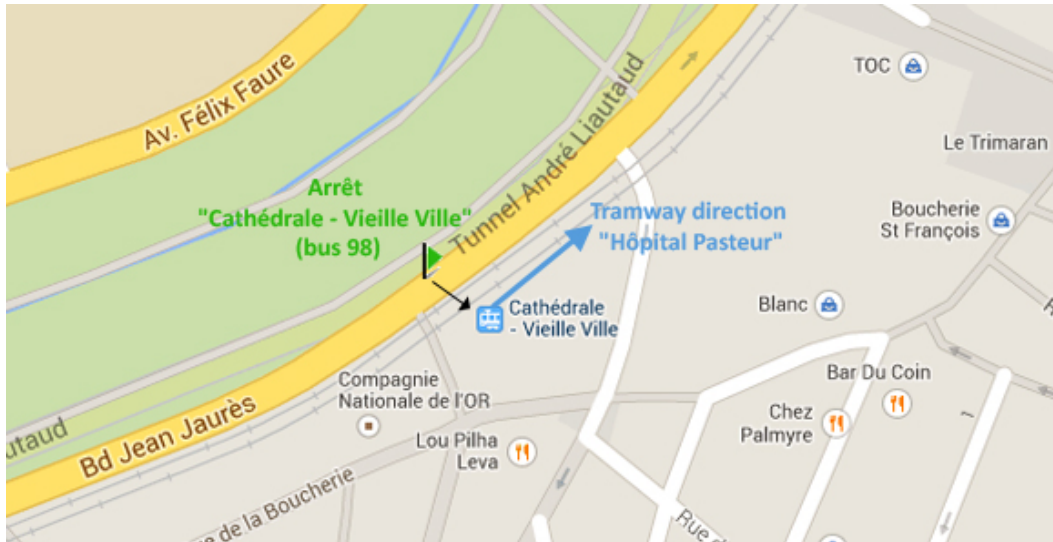 Av. Félix Faure
Tunnel André Liautaud
TOC
Le Trimaran
Arrêt
"Cathédrale - Vieille Ville"
(bus 98)
Tramway direction
"Hôpital Pasteur"
Boucherie
St François
Cathédrale
- Vieille Ville
Blanc
Compagnie
Nationale de l'OR
Bar Du Coin
Chez
Palmyre
utaud
Bd Jean Jaurès
Lou Pilha
Leva
e de la Boucherie
Rue d